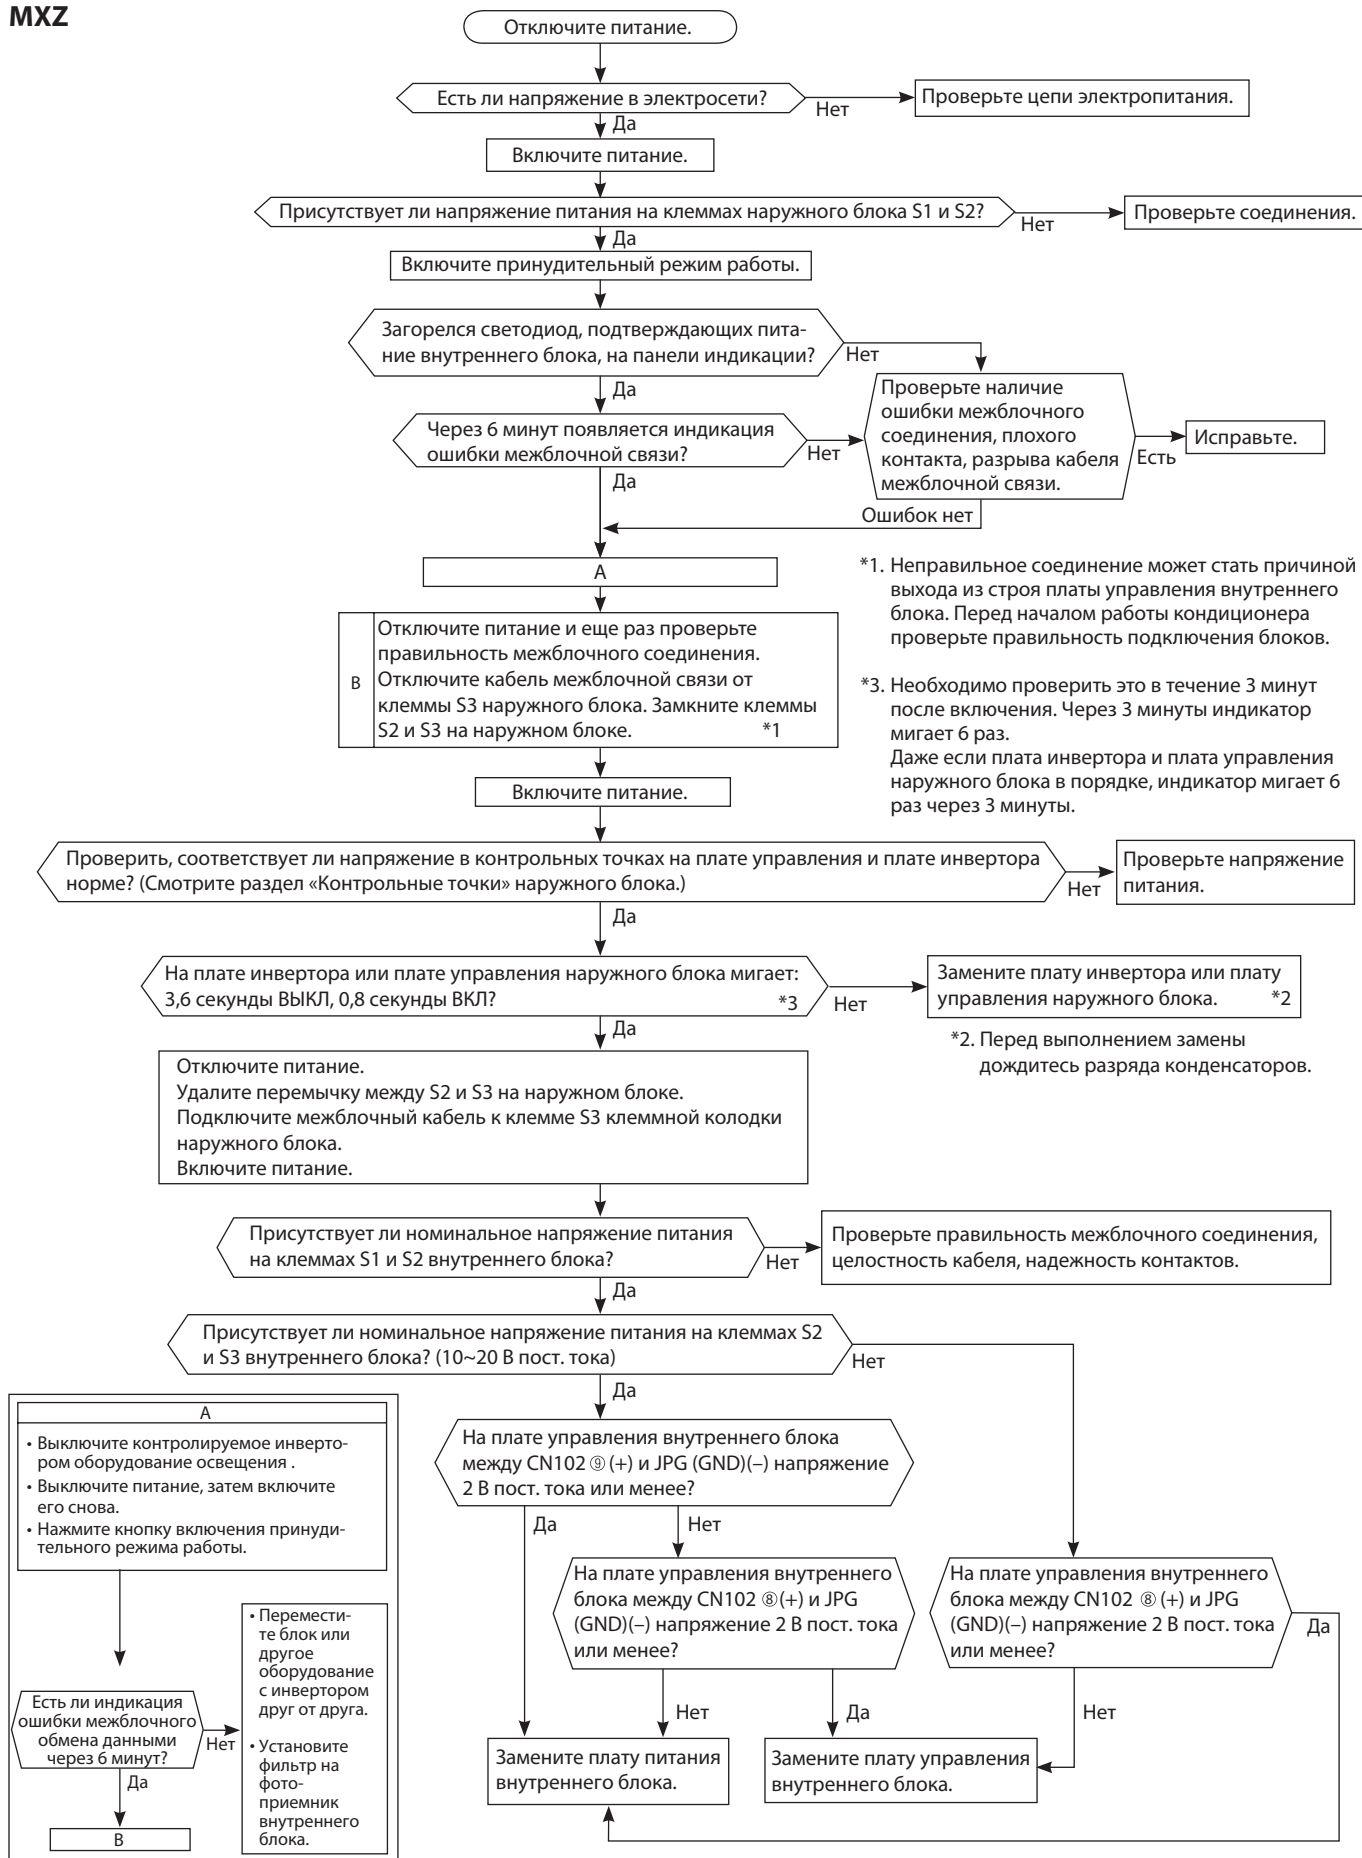 MXZ
Отключите питание.
Есть ли напряжение в электросети?
Нет
Проверьте цепи электропитания.
Да
Включите питание.
Присутствует ли напряжение питания на клеммах наружного блока S1 и S2?
Нет
Проверьте соединения.
Да
Включите принудительный режим работы.
Загорелся светодиод, подтверждающих пита-
ние внутреннего блока, на панели индикации?
Нет
Да
Проверьте наличие
ошибки межблочного
соединения, плохого
контакта, разрыва кабеля
межблочной связи.
Через 6 минут появляется индикация
ошибки межблочной связи?
Нет
Есть
Исправьте.
Да
Ошибок нет
A
*1. Неправильное соединение может стать причиной
выхода из строя платы управления внутреннего
блока. Перед началом работы кондиционера
проверьте правильность подключения блоков.
B
Отключите питание и еще раз проверьте
правильность межблочного соединения.
Отключите кабель межблочной связи от
клеммы S3 наружного блока. Замкните клеммы
S2 и S3 на наружном блоке. *1
*3. Необходимо проверить это в течение 3 минут
после включения. Через 3 минуты индикатор
мигает 6 раз.
Даже если плата инвертора и плата управления
наружного блока в порядке, индикатор мигает 6
раз через 3 минуты.
Включите питание.
Проверить, соответствует ли напряжение в контрольных точках на плате управления и плате инвертора
норме? (Смотрите раздел «Контрольные точки» наружного блока.)
Нет
Проверьте напряжение
питания.
Да
На плате инвертора или плате управления наружного блока мигает:
3,6 секунды ВЫКЛ, 0,8 секунды ВКЛ? *3
Нет
Замените плату инвертора или плату
управления наружного блока. *2
Да
*2. Перед выполнением замены
дождитесь разряда конденсаторов.
Отключите питание.
Удалите перемычку между S2 и S3 на наружном блоке.
Подключите межблочный кабель к клемме S3 клеммной колодки
наружного блока.
Включите питание.
Присутствует ли номинальное напряжение питания
на клеммах S1 и S2 внутреннего блока?
Нет
Проверьте правильность межблочного соединения,
целостность кабеля, надежность контактов.
Да
Присутствует ли номинальное напряжение питания на клеммах S2
и S3 внутреннего блока? (10~20 В пост. тока)
Нет
Да
На плате управления внутреннего блока
между CN102 ⑨ (+) и JPG (GND)(–) напряжение
2 В пост. тока или менее?
Да
Нет
На плате управления внутреннего
блока между CN102 ⑧ (+) и JPG
(GND)(–) напряжение 2 В пост. тока
или менее?
На плате управления внутреннего
блока между CN102 ⑧ (+) и JPG
(GND)(–) напряжение 2 В пост. тока
или менее?
Да
Нет
Да
Нет
Замените плату питания
внутреннего блока.
Замените плату управления
внутреннего блока.
A
• Выключите контролируемое инверто-
ром оборудование освещения .
• Выключите питание, затем включите
его снова.
• Нажмите кнопку включения принуди-
тельного режима работы.
Есть ли индикация
ошибки межблочного
обмена данными
через 6 минут?
Нет
• Перемести-
те блок или
другое
оборудование
с инвертором
друг от друга.
• Установите
фильтр на
фото-
приемник
внутреннего
блока.
Да
B